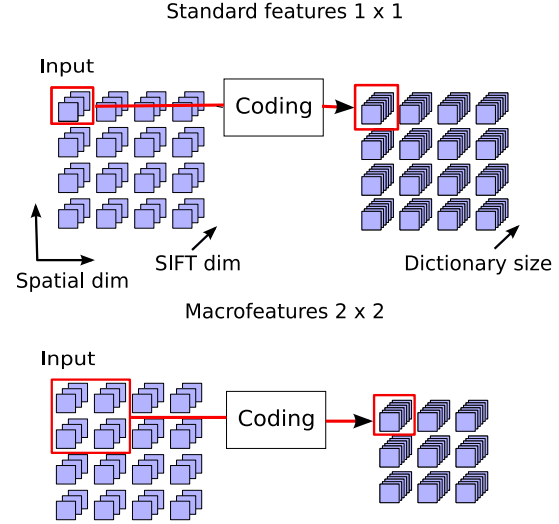 Standard features 1 x 1
Input
Coding
SIFT dim
Spatial dim
Dictionary size
Macrofeatures 2 x 2
Input
Coding